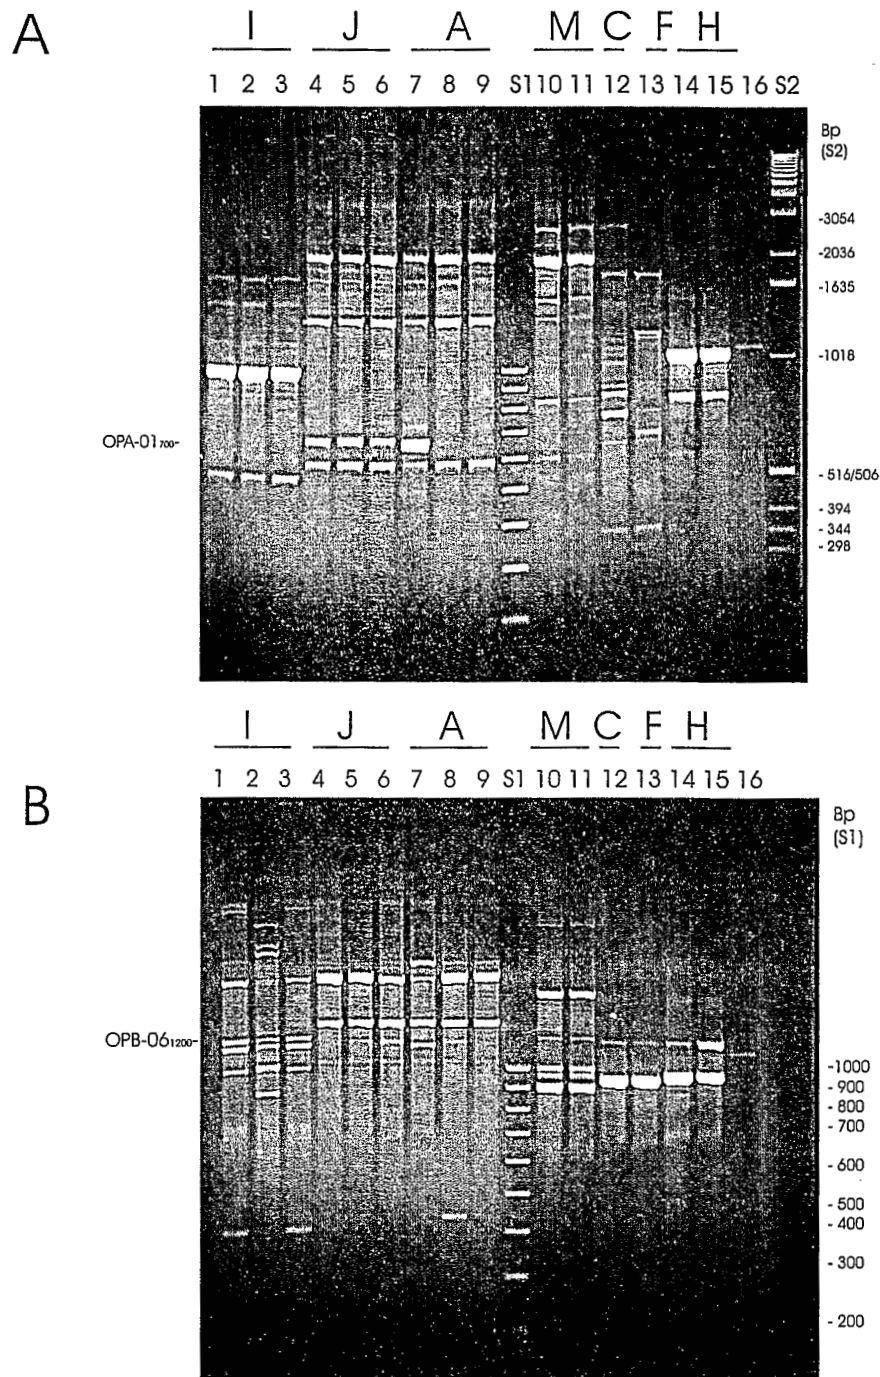 A
I J A M C F H
1 2 3 4 5 6 7 8 9 S1 10 11 12 13 14 15 16 S2
Bp
(S2)
-3054
-2036
-1635
-1018
OPA-01700-
- 516/506
- 394
- 344
- 298
I J A M C F H
1 2 3 4 5 6 7 8 9 S1 10 11 12 13 14 15 16
B
Bp
(S1)
OPB-061200-
-1000
- 900
- 800
- 700
- 600
- 500
- 400
- 300
- 200